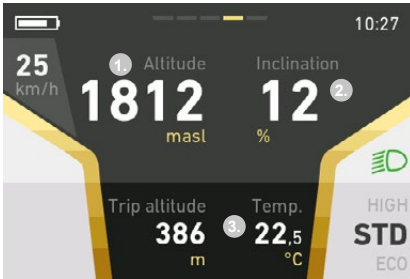 10:27
25
km/h
1. Altitude
1812
masl
Inclination
12 2.
%
Trip altitude
386
m
3. Temp.
22,5
°C
HIGH
STD
ECO